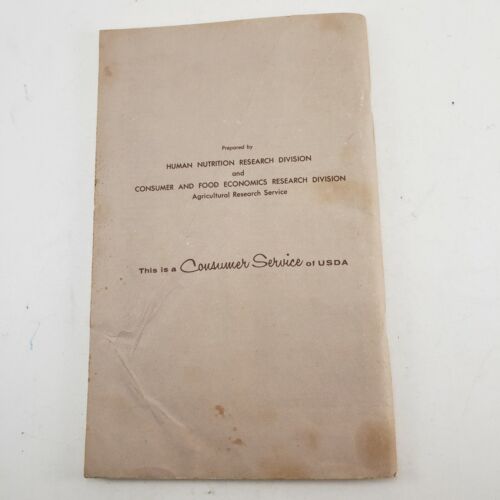 Prepared by
HUMAN NUTRITION RESEARCH DIVISION
and
CONSUMER AND FOOD ECONOMICS RESEARCH DIVISION
Agricultural Research Service
This is a Consumer Service of USDA